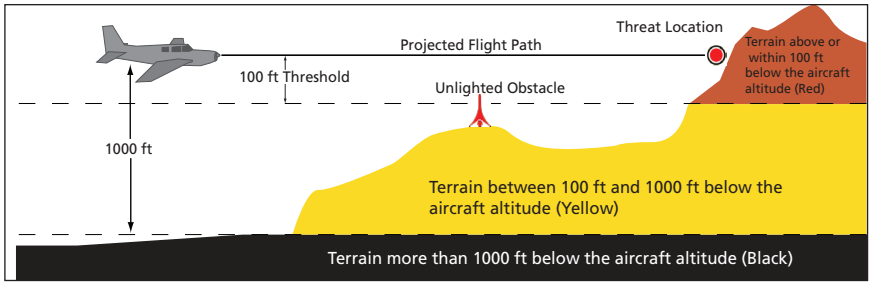 Threat Location
Projected Flight Path
Terrain above or
within 100 ft
below the aircraft
altitude (Red)
100 ft Threshold
Unlighted Obstacle
1000 ft
Terrain between 100 ft and 1000 ft below the
aircraft altitude (Yellow)
Terrain more than 1000 ft below the aircraft altitude (Black)